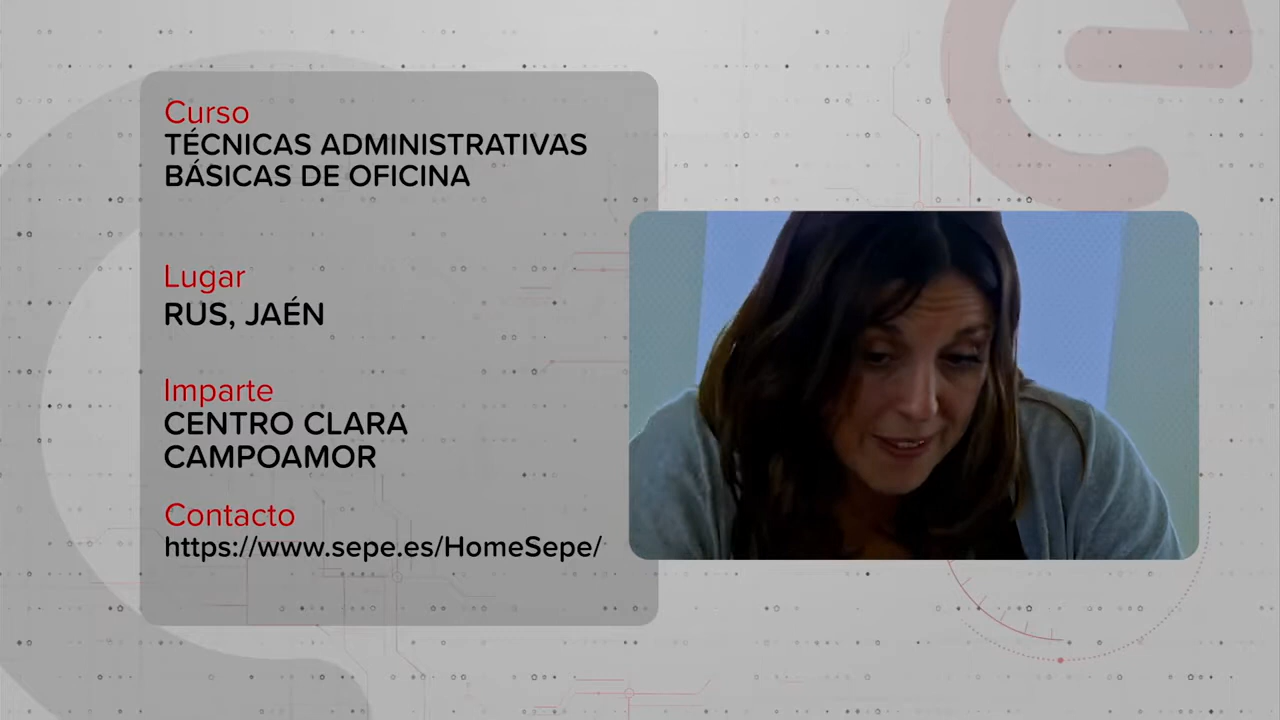 Curso
TÉCNICAS ADMINISTRATIVAS
BÁSICAS DE OFICINA
Lugar
RUS, JAÉN
Imparte
CENTRO CLARA
CAMPOAMOR
Contacto
https://www.sepe.es/HomeSepe/